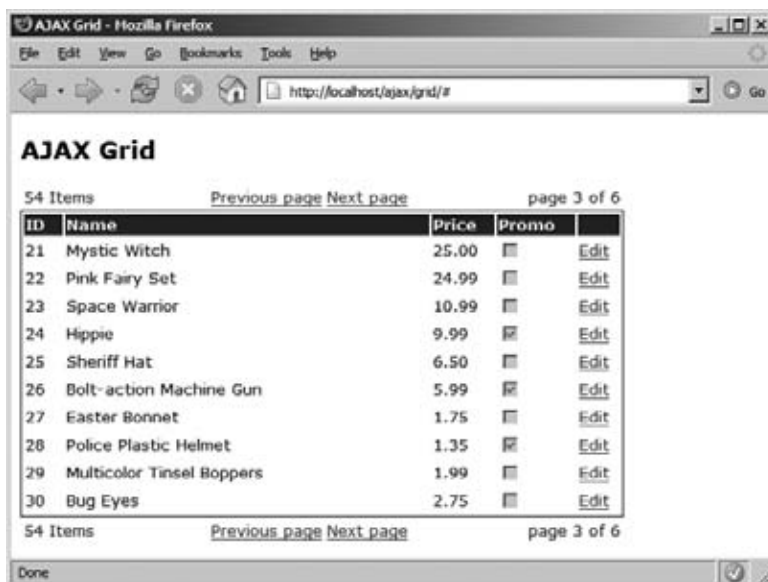 AJAX Grid - Mozilla Firefox
File Edit View Go Bookmarks Tools Help
http://localhost/ajax/grid/# Go
AJAX Grid
54 Items Previous page Next page page 3 of 6
ID Name Price Promo
21 Mystic Witch 25.00 Edit
22 Pink Fairy Set 24.99 Edit
23 Space Warrior 10.99 Edit
24 Hippie 9.99 Edit
25 Sheriff Hat 6.50 Edit
26 Bolt-action Machine Gun 5.99 Edit
27 Easter Bonnet 1.75 Edit
28 Police Plastic Helmet 1.35 Edit
29 Multicolor Tinsel Boppers 1.99 Edit
30 Bug Eyes 2.75 Edit
54 Items Previous page Next page page 3 of 6
Done